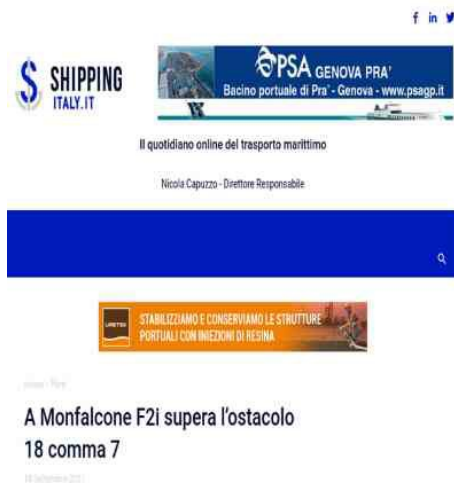 f in
SHIPPING
ITALY.IT
PSA GENOVA PRA'
Bacino portuale di Pra' - Genova - www.psagp.it
Il quotidiano online del trasporto marittimo
Nicola Capuzzo - Direttore Responsabile
URETEK
STABILIZZIAMO E CONSERVIAMO LE STRUTTURE
PORTUALI CON INIEZIONI DI RESINA
A Monfalcone F2i supera l'ostacolo
18 comma 7